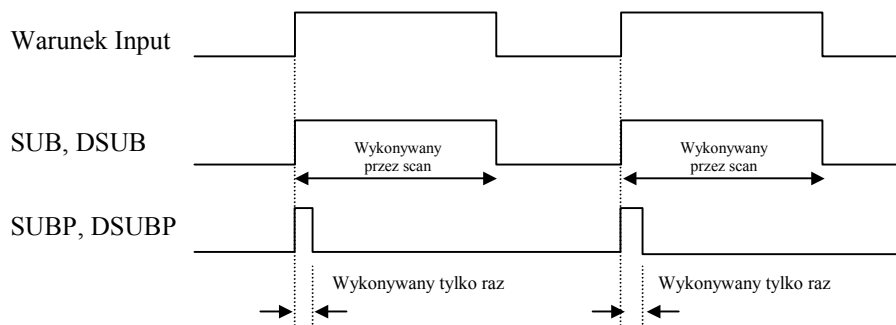 Warunek Input
SUB, DSUB
Wykonywany
przez scan
Wykonywany
przez scan
SUBP, DSUBP
Wykonywany tylko raz
Wykonywany tylko raz